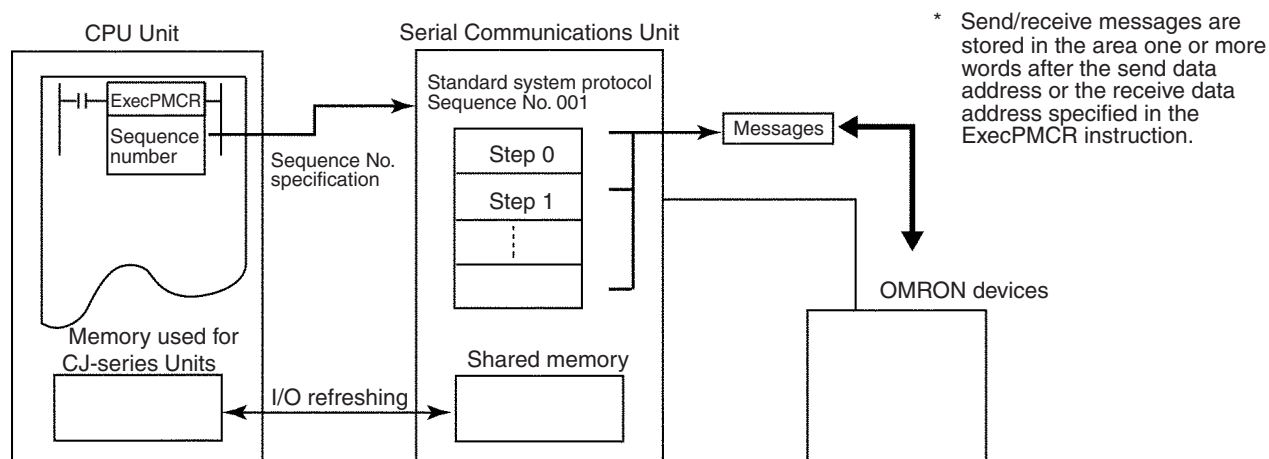 CPU Unit
ExecPMCR
Sequence
number
Sequence No.
specification
Memory used for
CJ-series Units
I/O refreshing
Serial Communications Unit
Standard system protocol
Sequence No. 001
Step 0
Step 1
Shared memory
Messages
OMRON devices
* Send/receive messages are
stored in the area one or more
words after the send data
address or the receive data
address specified in the
ExecPMCR instruction.